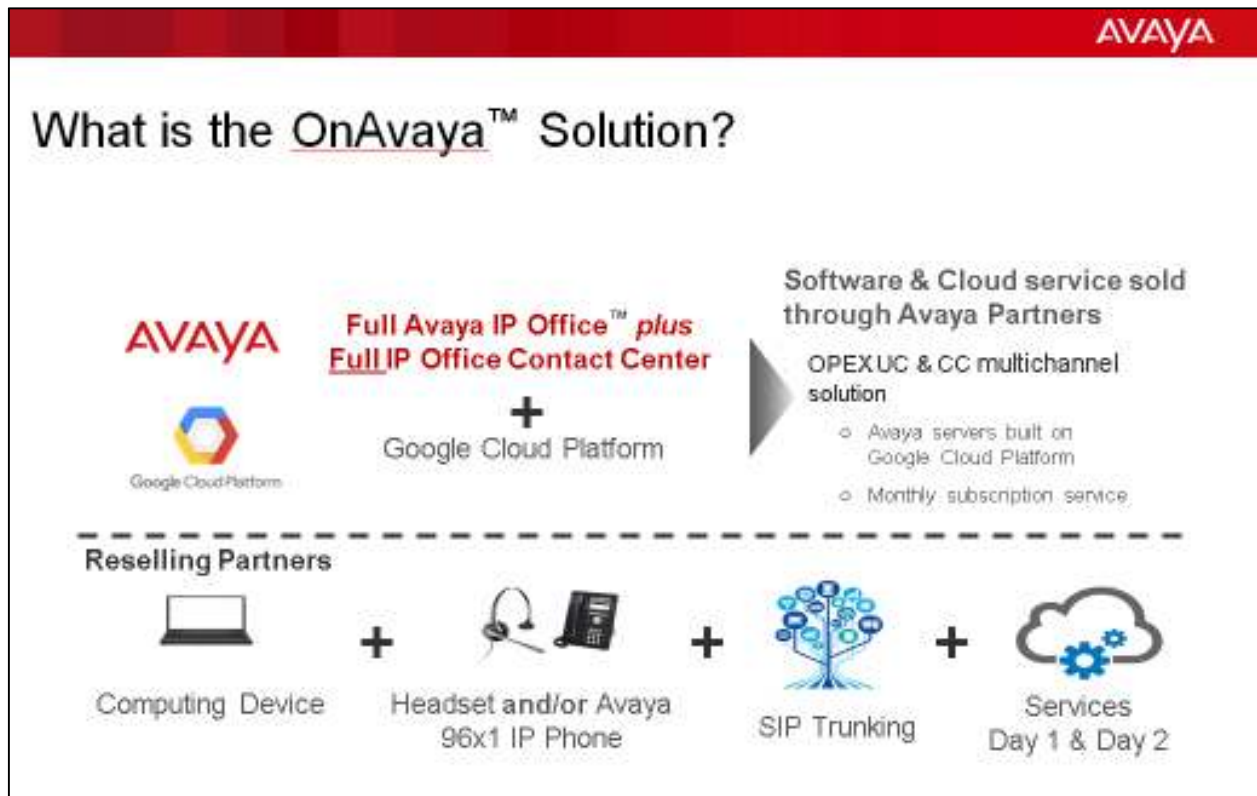 AVAYA
What is the OnAvaya™ Solution?
AVAYA
Google Cloud Platform
Full Avaya IP Office™ plus
Full IP Office Contact Center
+
Google Cloud Platform
Software & Cloud service sold
through Avaya Partners
OPEX UC & CC multichannel
solution
o Avaya servers built on
Google Cloud Platform
o Monthly subscription service
Reselling Partners
+ + +
Computing Device
Headset and/or Avaya
96x1 IP Phone
SIP Trunking
Services
Day 1 & Day 2